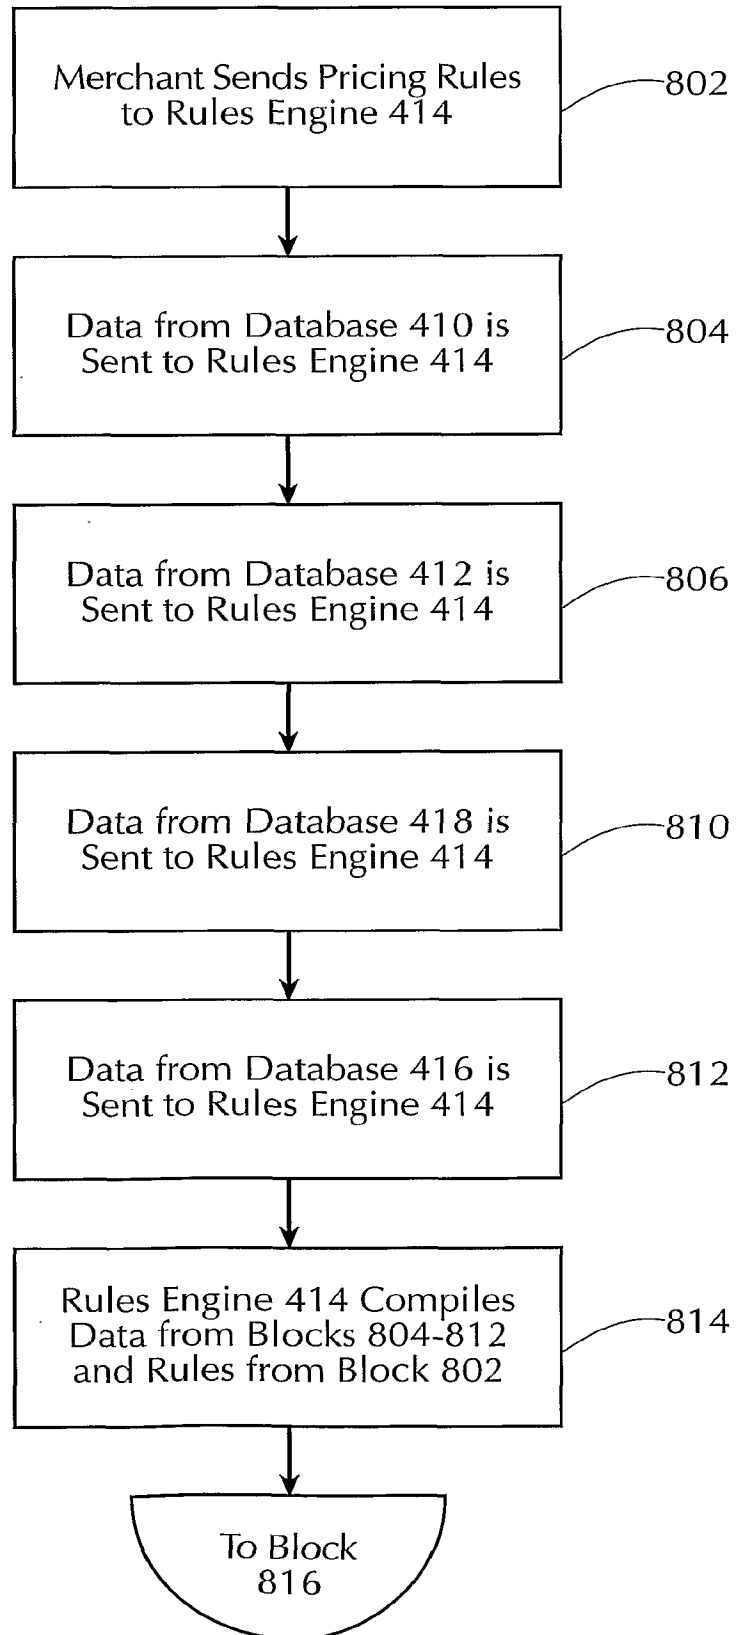 Merchant Sends Pricing Rules
to Rules Engine 414
802
Data from Database 410 is
Sent to Rules Engine 414
804
Data from Database 412 is
Sent to Rules Engine 414
806
Data from Database 418 is
Sent to Rules Engine 414
810
Data from Database 416 is
Sent to Rules Engine 414
812
Rules Engine 414 Compiles
Data from Blocks 804-812
and Rules from Block 802
814
To Block
816